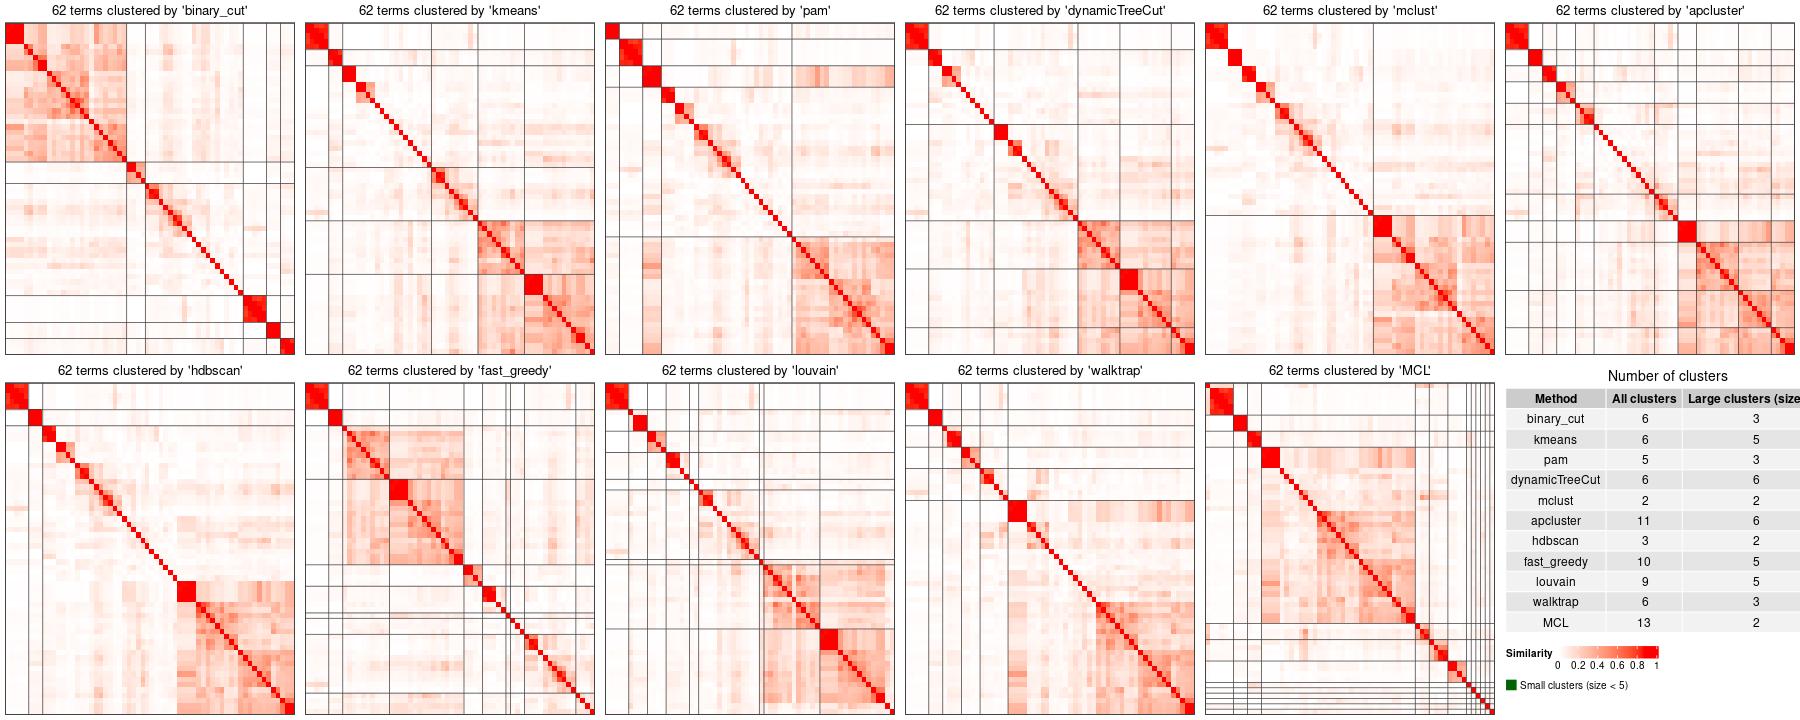 62 terms clustered by 'binary_cut'
62 terms clustered by 'kmeans'
62 terms clustered by 'pam'
62 terms clustered by 'dynamicTreeCut'
62 terms clustered by 'mclust'
62 terms clustered by 'apcluster'
62 terms clustered by 'hdbscan'
62 terms clustered by 'fast_greedy'
62 terms clustered by 'louvain'
62 terms clustered by 'walktrap'
62 terms clustered by 'MCL'
Number of clusters
Method All clusters Large clusters (size
binary_cut 6 3
kmeans 6 5
pam 5 3
dynamicTreeCut 6 6
mclust 2 2
apcluster 11 6
hdbscan 3 2
fast_greedy 10 5
louvain 9 5
walktrap 6 3
MCL 13 2
Similarity
0 0.2 0.4 0.6 0.8 1
Small clusters (size < 5)